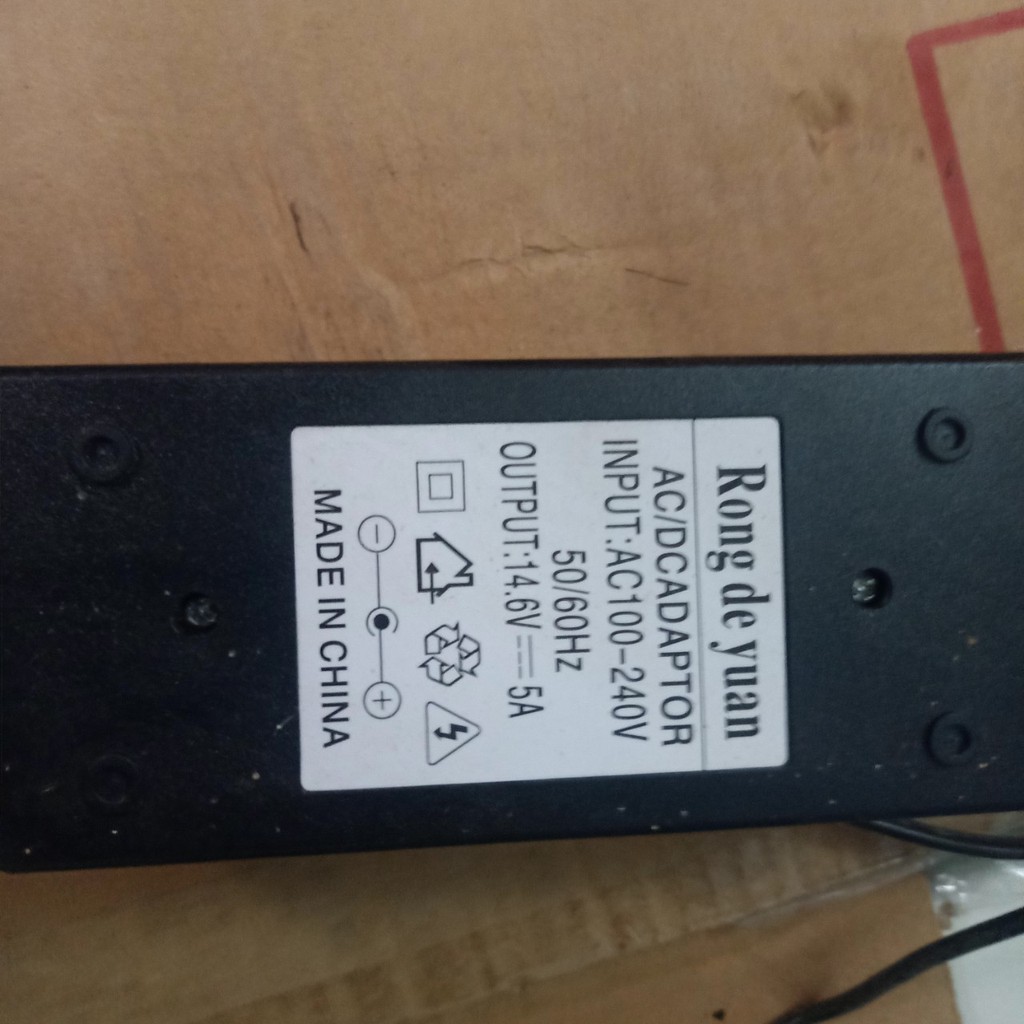 Rong de yuan
AC/DCADAPTOR
INPUT:AC100-240V
50/60Hz
OUTPUT:14.6V⎓5A
MADE IN CHINA